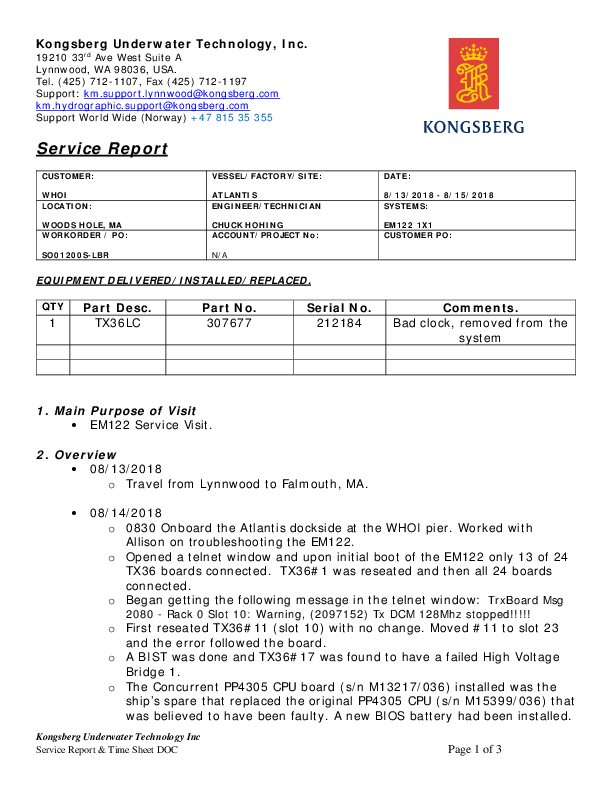 Kongsberg Underwater Technology, Inc.
19210 33rd Ave West Suite A
Lynnwood, WA 98036, USA.
Tel. (425) 712-1107, Fax (425) 712-1197
Support: km.support.lynnwood@kongsberg.com
km.hydrographic.support@kongsberg.com
Support World Wide (Norway) +47 815 35 355
KONGSBERG
Service Report
CUSTOMER: VESSEL/FACTORY/SITE: DATE:
WHOI ATLANTIS 8/13/2018 - 8/15/2018
LOCATION: ENGINEER/TECHNICIAN SYSTEMS:
WOODS HOLE, MA CHUCK HOHING EM122 1X1
WORKORDER / PO: ACCOUNT/PROJECT No: CUSTOMER PO:
SO01200S-LBR N/A
EQUIPMENT DELIVERED/INSTALLED/REPLACED.
QTY Part Desc. Part No. Serial No. Comments.
1 TX36LC 307677 212184 Bad clock, removed from the
system
1. Main Purpose of Visit
• EM122 Service Visit.
2. Overview
• 08/13/2018
o Travel from Lynnwood to Falmouth, MA.
• 08/14/2018
o 0830 Onboard the Atlantis dockside at the WHOI pier. Worked with
Allison on troubleshooting the EM122.
o Opened a telnet window and upon initial boot of the EM122 only 13 of 24
TX36 boards connected. TX36#1 was reseated and then all 24 boards
connected.
o Began getting the following message in the telnet window: TrxBoard Msg
2080 - Rack 0 Slot 10: Warning, (2097152) Tx DCM 128Mhz stopped!!!!!
o First reseated TX36#11 (slot 10) with no change. Moved #11 to slot 23
and the error followed the board.
o A BIST was done and TX36#17 was found to have a failed High Voltage
Bridge 1.
o The Concurrent PP4305 CPU board (s/n M13217/036) installed was the
ship's spare that replaced the original PP4305 CPU (s/n M15399/036) that
was believed to have been faulty. A new BIOS battery had been installed.
Kongsberg Underwater Technology Inc
Service Report & Time Sheet DOC Page 1 of 3